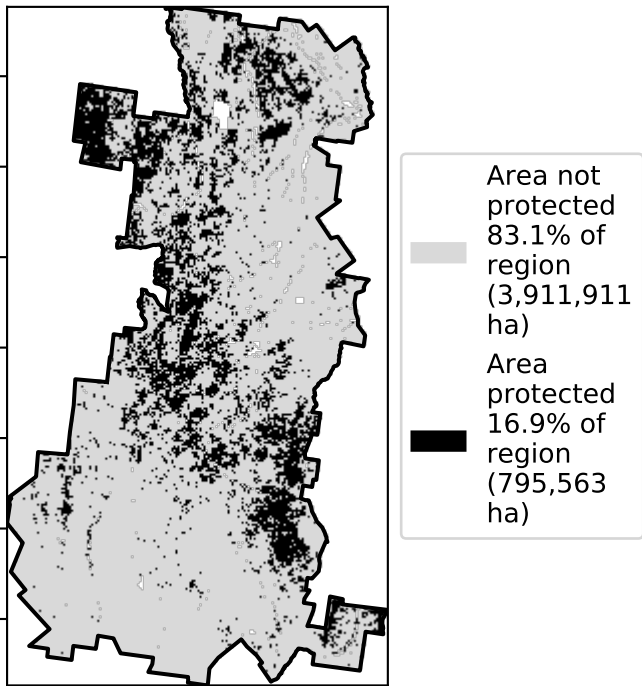 Area not
protected
83.1% of
region
(3,911,911
ha)
Area
protected
16.9% of
region
(795,563
ha)